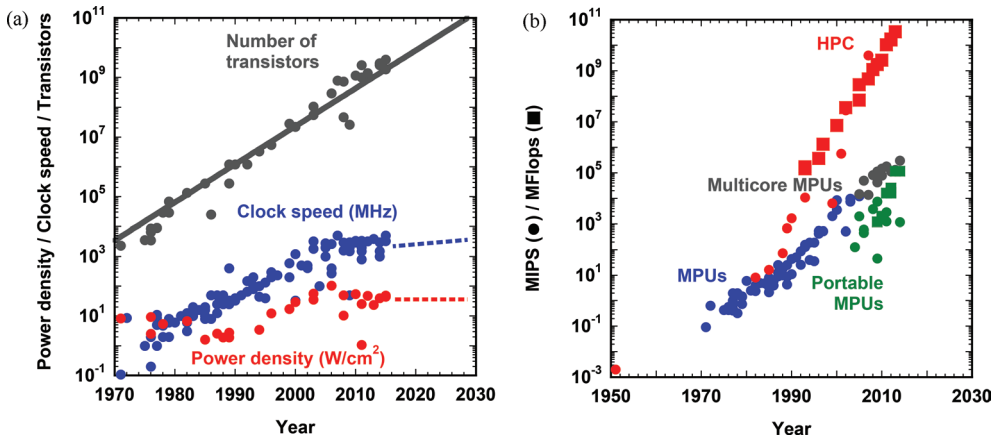 (a)
Power density / Clock speed / Transistors
10^11
10^9
10^7
10^5
10^3
10^1
10^-1
Number of
transistors
Clock speed (MHz)
Power density (W/cm^2)
1970 1980 1990 2000 2010 2020 2030
Year
(b)
MIPS (●) / MFlops (■)
10^11
10^9
10^7
10^5
10^3
10^1
10^-1
10^-3
HPC
Multicore MPUs
MPUs
Portable
MPUs
1950 1970 1990 2010 2030
Year